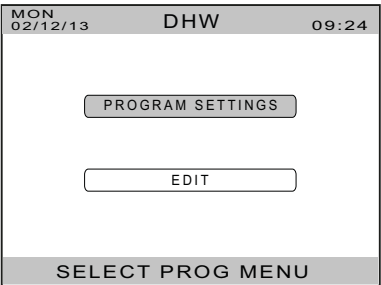 MON
02/12/13
DHW
09:24
PROGRAM SETTINGS
EDIT
SELECT PROG MENU